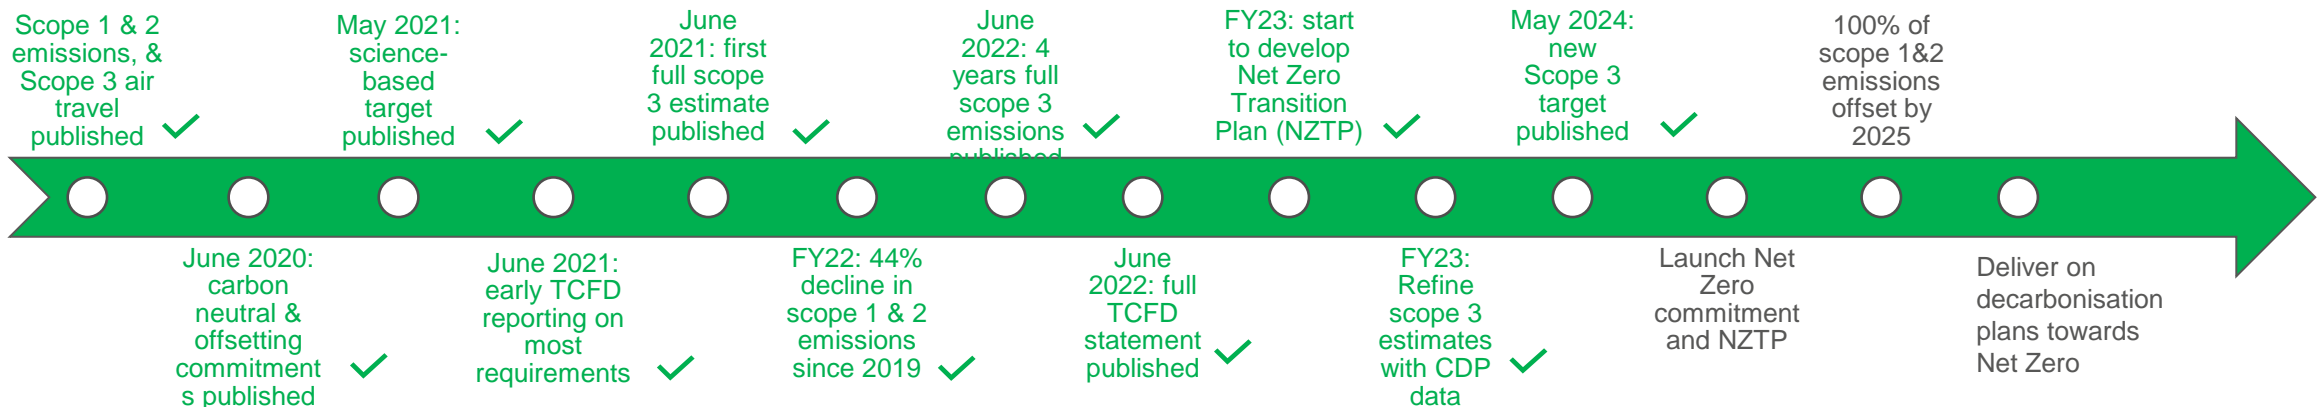 Scope 1 & 2
emissions, &
Scope 3 air
travel
published
June 2020:
carbon
neutral &
offsetting
commitment
s published
May 2021:
science-
based
target
published
June 2021:
early TCFD
reporting on
most
requirements
June
2021: first
full scope
3 estimate
published
FY22: 44%
decline in
scope 1 & 2
emissions
since 2019
June
2022: 4
years full
scope 3
emissions
published
June
2022: full
TCFD
statement
published
FY23: start
to develop
Net Zero
Transition
Plan (NZTP)
FY23:
Refine
scope 3
estimates
with CDP
data
May 2024:
new
Scope 3
target
published
Launch Net
Zero
commitment
and NZTP
100% of
scope 1&2
emissions
offset by
2025
Deliver on
decarbonisation
plans towards
Net Zero